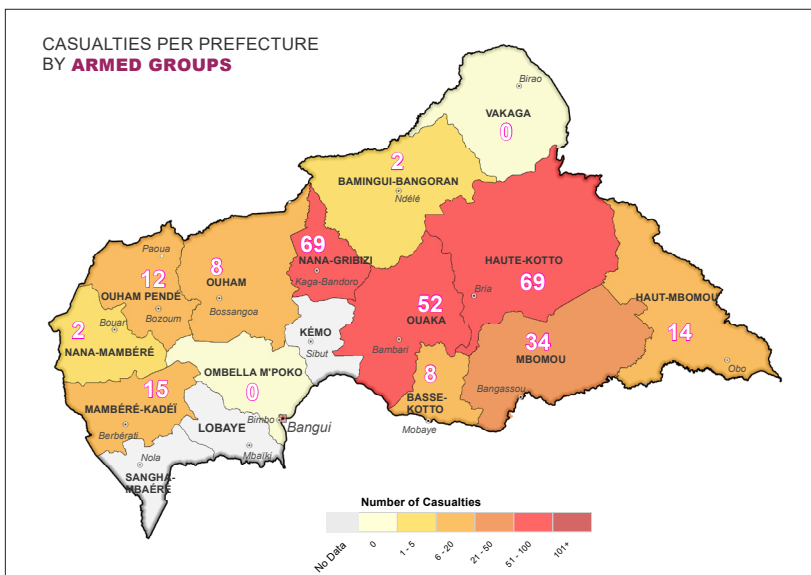 CASUALTIES PER PREFECTURE
BY ARMED GROUPS
Birao
VAKAGA
0
2
BAMINGUI-BANGORAN
Ndélé
69
NANA-GRIBIZI
Kaga-Bandoro
HAUTE-KOTTO
69
Bria
Paoua
12
OUHAM PENDÉ
Bozoum
8
OUHAM
Bossangoa
HAUT-MBOMOU
14
Obo
52
OUAKA
Bambari
KÉMO
Sibut
2
Bouar
NANA-MAMBÉRÉ
34
MBOMOU
Bangassou
OMBELLA M'POKO
0
8
BASSE-
KOTTO
Mobaye
15
MAMBÉRÉ-KADÉÏ
Berbérati
Bimbo
Bangui
LOBAYE
Mbaïki
Nola
SANGHA-
MBAÉRÉ
Number of Casualties
No Data
0
1 - 5
6 - 20
21 - 50
51 - 100
101+